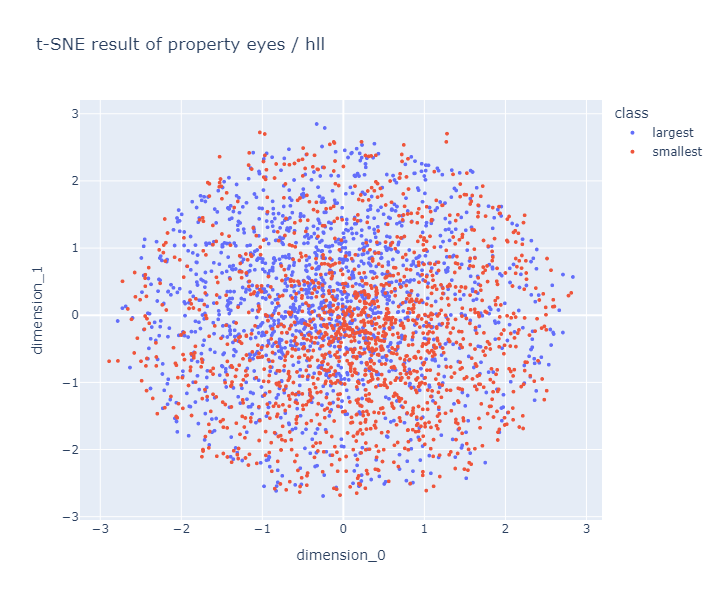 t-SNE result of property eyes / hll
class
largest
smallest
3
2
1
0
−1
−2
−3
dimension_1
−3
−2
−1
0
1
2
3
dimension_0